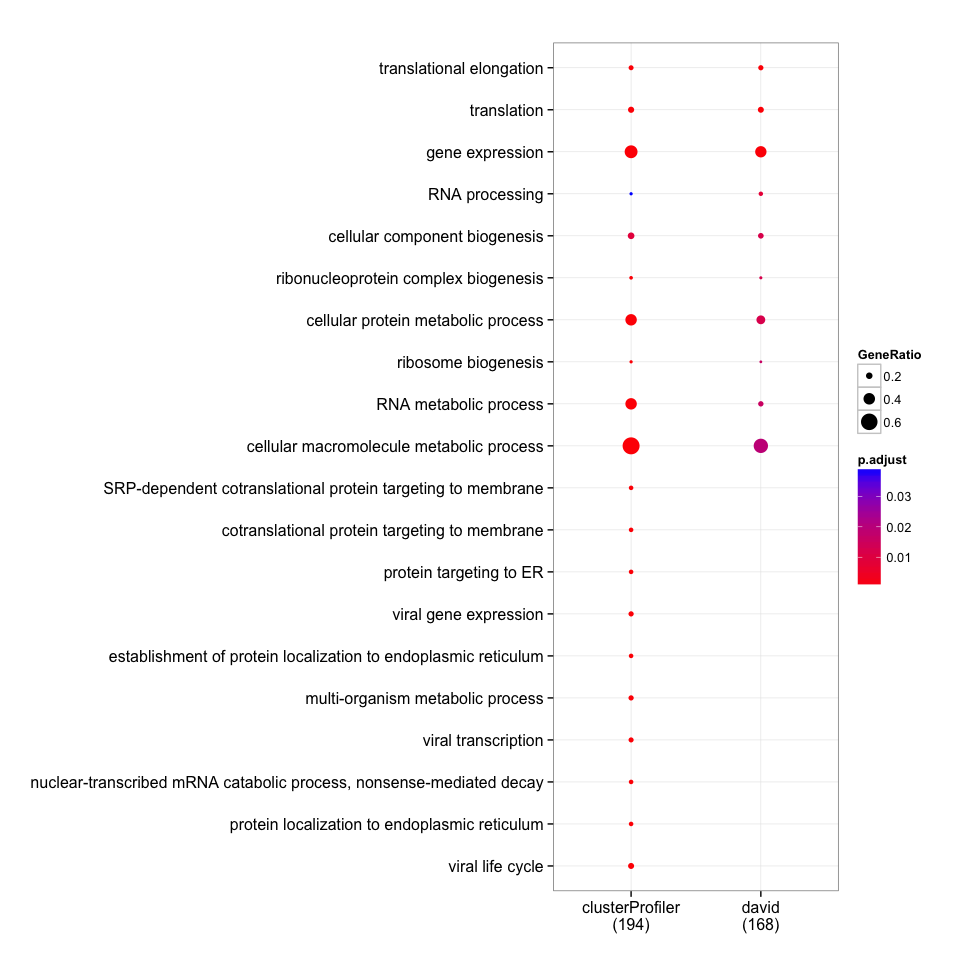 translational elongation
translation
gene expression
RNA processing
cellular component biogenesis
ribonucleoprotein complex biogenesis
cellular protein metabolic process
ribosome biogenesis
RNA metabolic process
cellular macromolecule metabolic process
SRP-dependent cotranslational protein targeting to membrane
cotranslational protein targeting to membrane
protein targeting to ER
viral gene expression
establishment of protein localization to endoplasmic reticulum
multi-organism metabolic process
viral transcription
nuclear-transcribed mRNA catabolic process, nonsense-mediated decay
protein localization to endoplasmic reticulum
viral life cycle
clusterProfiler
(194)
david
(168)
GeneRatio
0.2
0.4
0.6
p.adjust
0.03
0.02
0.01